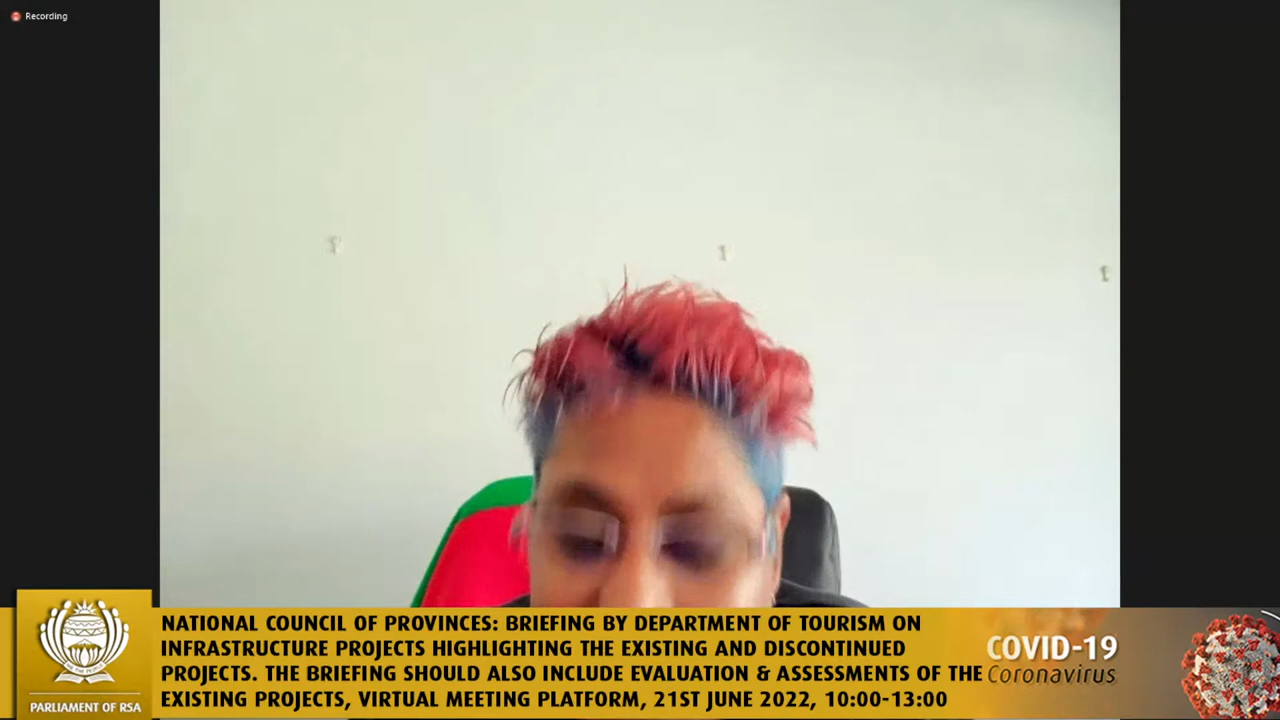 Recording
NATIONAL COUNCIL OF PROVINCES: BRIEFING BY DEPARTMENT OF TOURISM ON
INFRASTRUCTURE PROJECTS HIGHLIGHTING THE EXISTING AND DISCONTINUED
PROJECTS. THE BRIEFING SHOULD ALSO INCLUDE EVALUATION & ASSESSMENTS OF THE
EXISTING PROJECTS, VIRTUAL MEETING PLATFORM, 21ST JUNE 2022, 10:00-13:00
COVID-19
Coronavirus
PARLIAMENT OF RSA